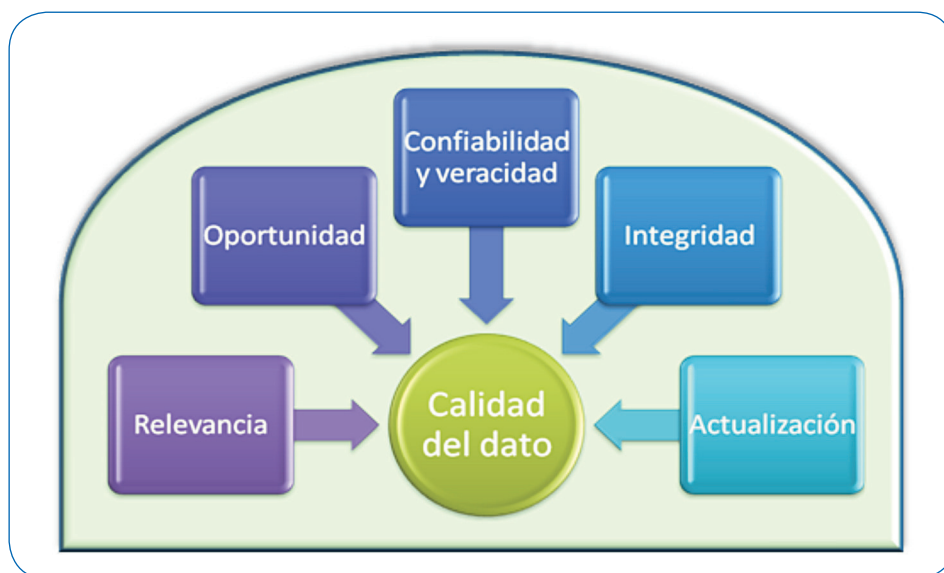 Confiabilidad
y veracidad
Oportunidad
Integridad
Relevancia
Calidad
del dato
Actualización